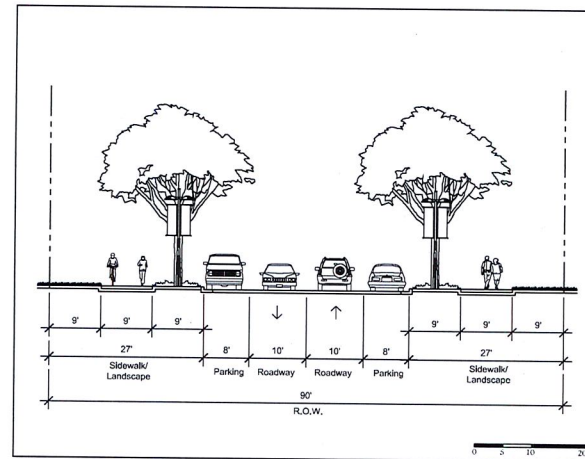 9' 9' 9' 9' 9' 9'
27' 8' 10' 10' 8' 27'
Sidewalk/
Landscape
Parking
Roadway
Roadway
Parking
Sidewalk/
Landscape
90'
R.O.W.
0 5 10 20